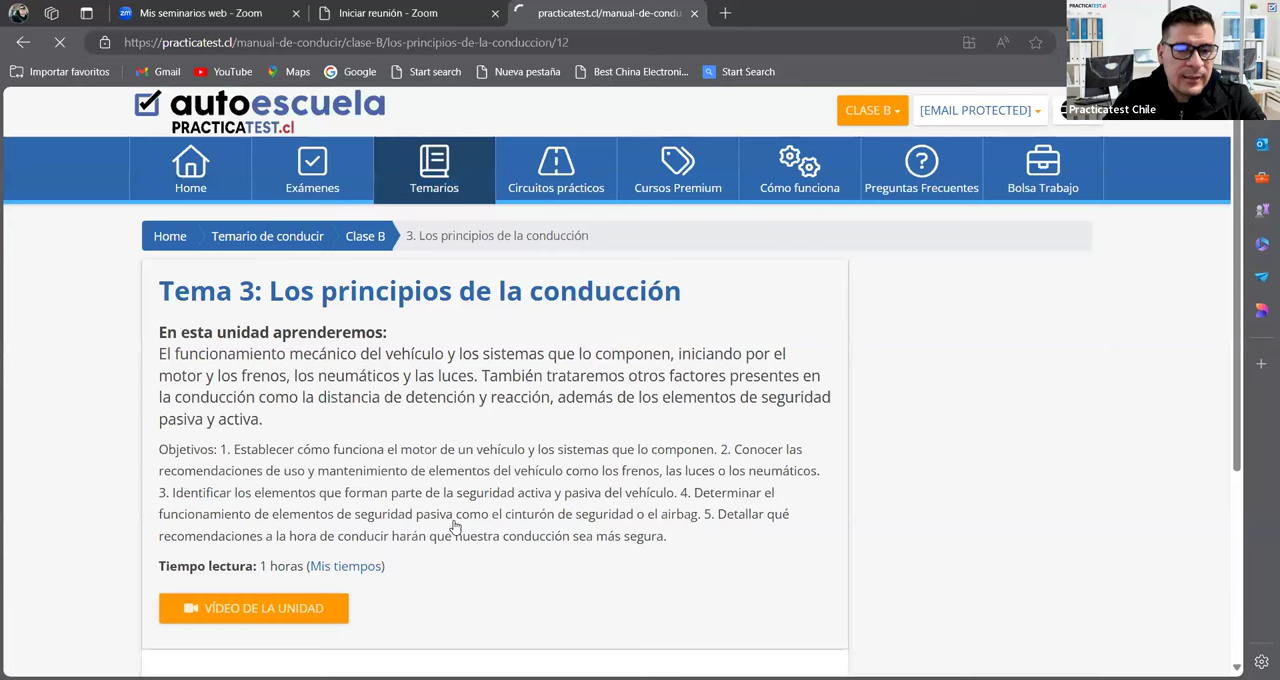 Mis seminarios web - Zoom
Iniciar reunión - Zoom
practicatest.cl/manual-de-condu
https://practicatest.cl/manual-de-conducir/clase-B/los-principios-de-la-conduccion/12
Importar favoritos
Gmail
YouTube
Maps
Google
Start search
Nueva pestaña
Best China Electroni...
Start Search
PRACTICATEST.cl
Practicatest Chile
autoescuela
PRACTICATEST.cl
CLASE B
[EMAIL PROTECTED]
Home
Exámenes
Temarios
Circuitos prácticos
Cursos Premium
Cómo funciona
Preguntas Frecuentes
Bolsa Trabajo
Home
Temario de conducir
Clase B
3. Los principios de la conducción
Tema 3: Los principios de la conducción
En esta unidad aprenderemos:
El funcionamiento mecánico del vehículo y los sistemas que lo componen, iniciando por el
motor y los frenos, los neumáticos y las luces. También trataremos otros factores presentes en
la conducción como la distancia de detención y reacción, además de los elementos de seguridad
pasiva y activa.
Objetivos: 1. Establecer cómo funciona el motor de un vehículo y los sistemas que lo componen. 2. Conocer las
recomendaciones de uso y mantenimiento de elementos del vehículo como los frenos, las luces o los neumáticos.
3. Identificar los elementos que forman parte de la seguridad activa y pasiva del vehículo. 4. Determinar el
funcionamiento de elementos de seguridad pasiva como el cinturón de seguridad o el airbag. 5. Detallar qué
recomendaciones a la hora de conducir harán que nuestra conducción sea más segura.
Tiempo lectura: 1 horas (Mis tiempos)
VÍDEO DE LA UNIDAD